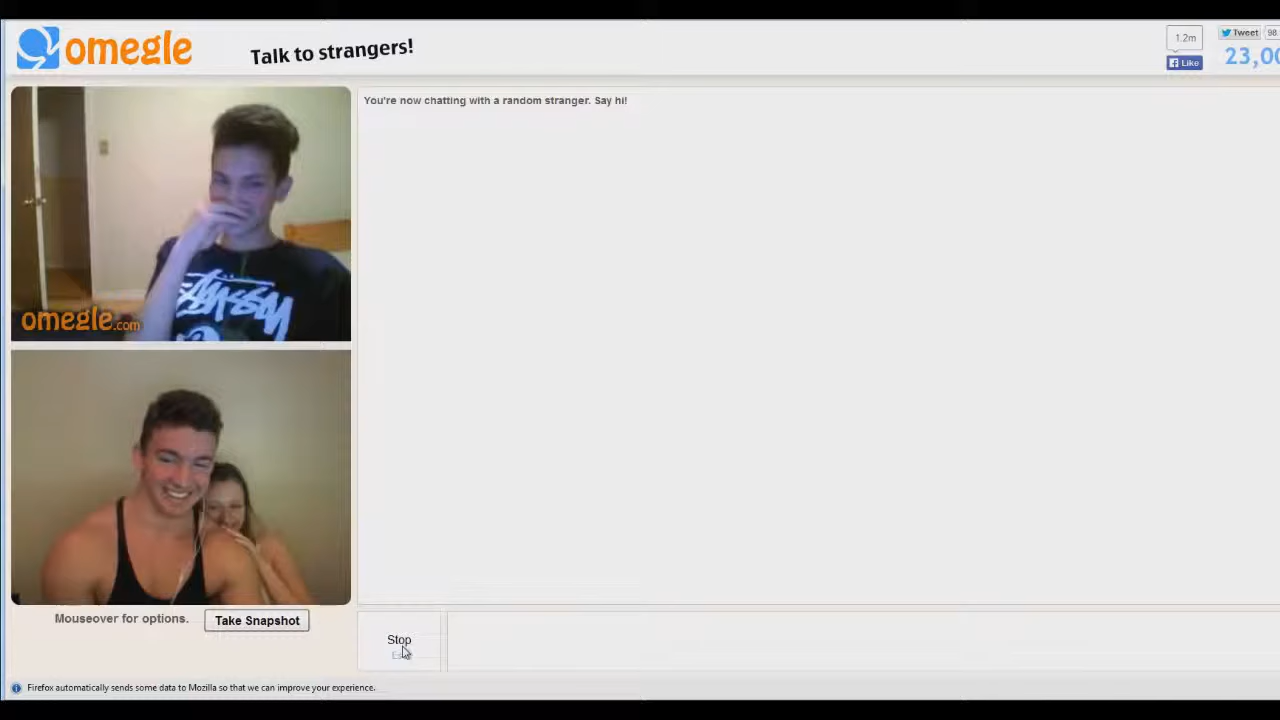 omegle
Talk to strangers!
1.2m
Like
Tweet
98
23,00
You're now chatting with a random stranger. Say hi!
STUSSY
omegle.com
Mouseover for options.
Take Snapshot
Stop
Firefox automatically sends some data to Mozilla so that we can improve your experience.